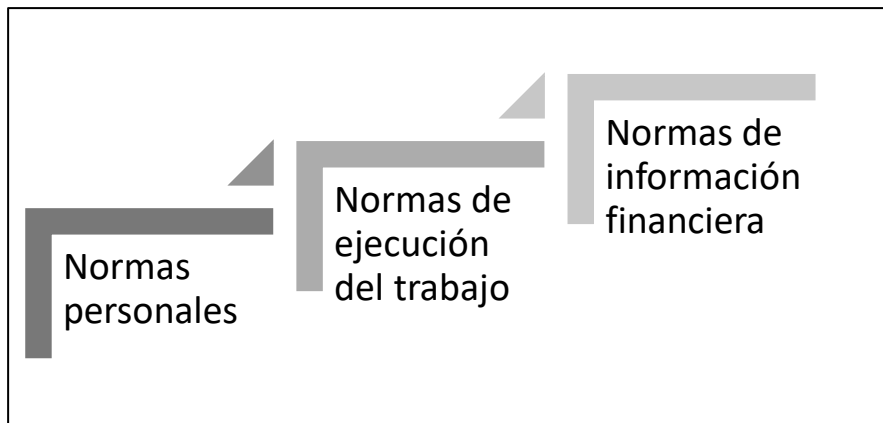 Normas
personales
Normas de
ejecución
del trabajo
Normas de
información
financiera